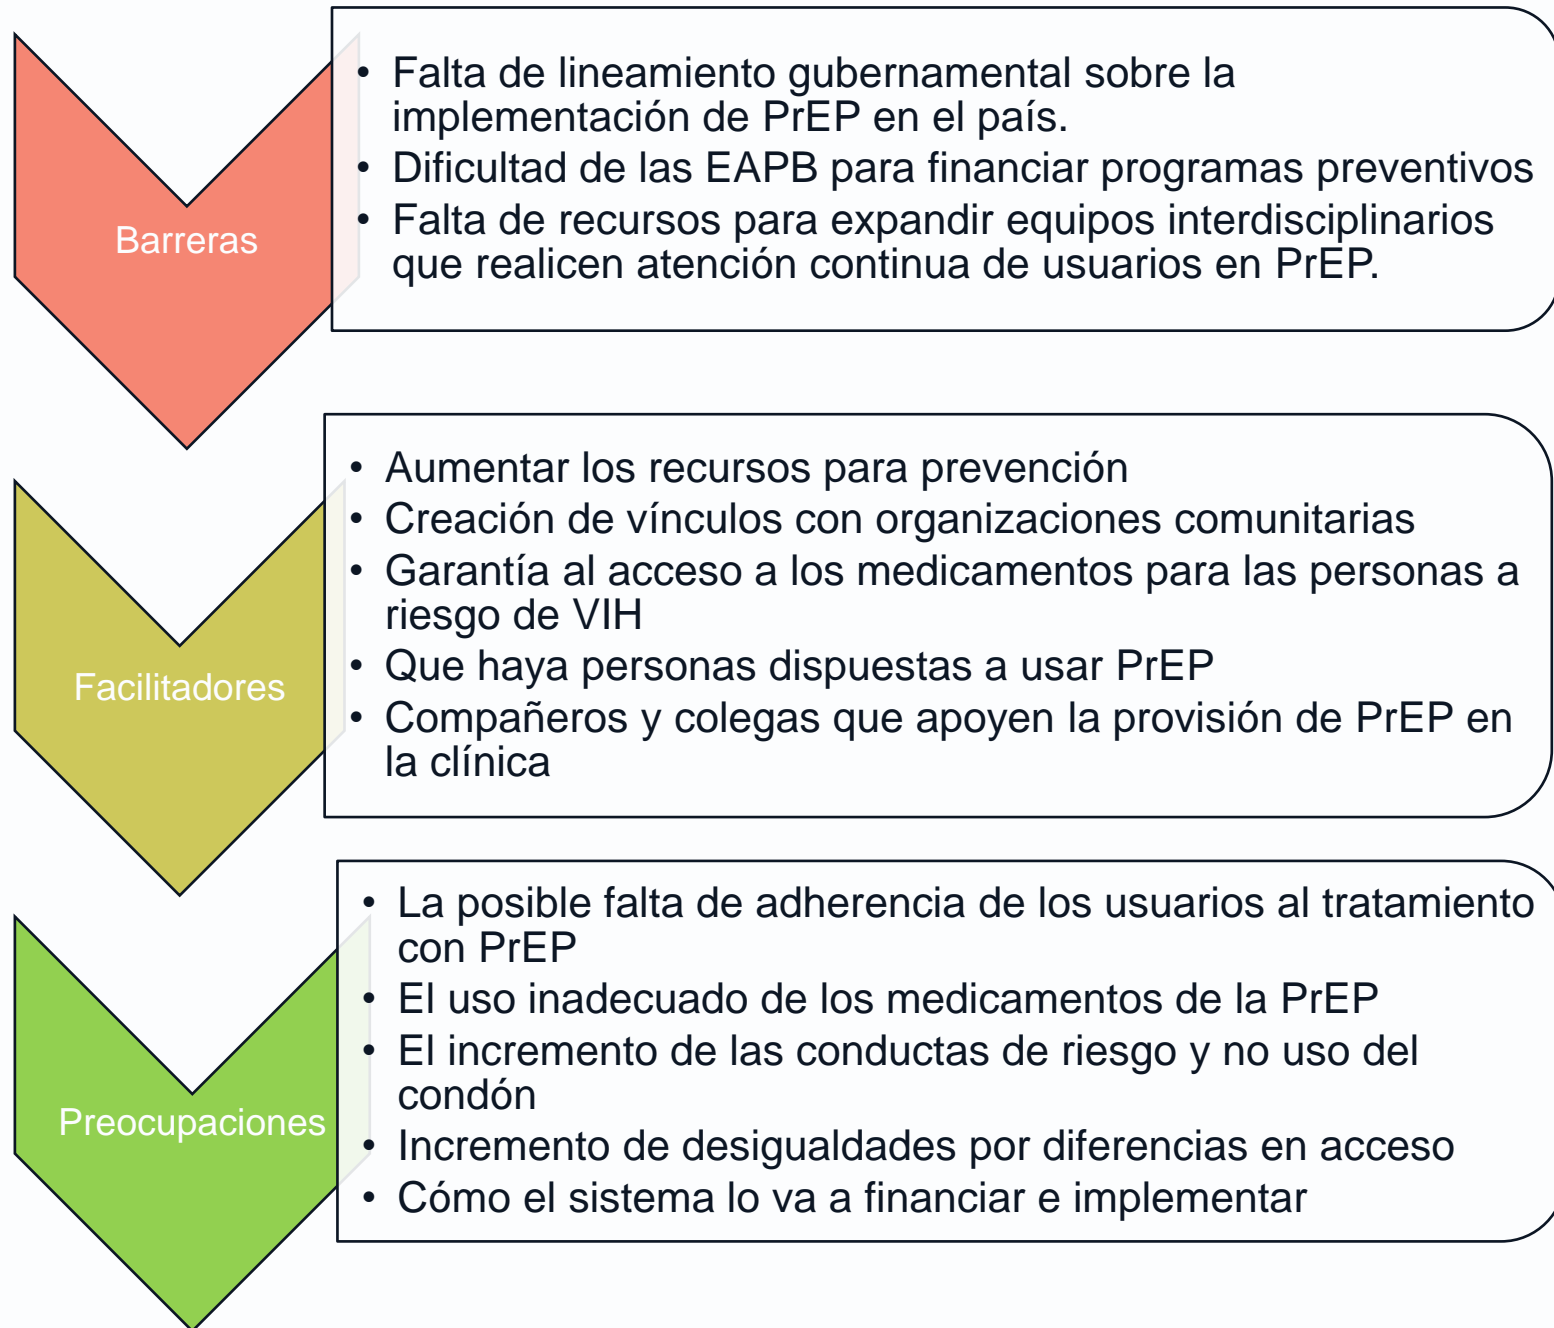 Barreras
• Falta de lineamiento gubernamental sobre la
implementación de PrEP en el país.
• Dificultad de las EAPB para financiar programas preventivos
• Falta de recursos para expandir equipos interdisciplinarios
que realicen atención continua de usuarios en PrEP.
Facilitadores
• Aumentar los recursos para prevención
• Creación de vínculos con organizaciones comunitarias
• Garantía al acceso a los medicamentos para las personas a
riesgo de VIH
• Que haya personas dispuestas a usar PrEP
• Compañeros y colegas que apoyen la provisión de PrEP en
la clínica
Preocupaciones
• La posible falta de adherencia de los usuarios al tratamiento
con PrEP
• El uso inadecuado de los medicamentos de la PrEP
• El incremento de las conductas de riesgo y no uso del
condón
• Incremento de desigualdades por diferencias en acceso
• Cómo el sistema lo va a financiar e implementar